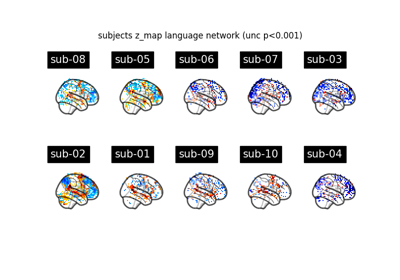 subjects z_map language network (unc p<0.001)
sub-08 sub-05 sub-06 sub-07 sub-03
sub-02 sub-01 sub-09 sub-10 sub-04